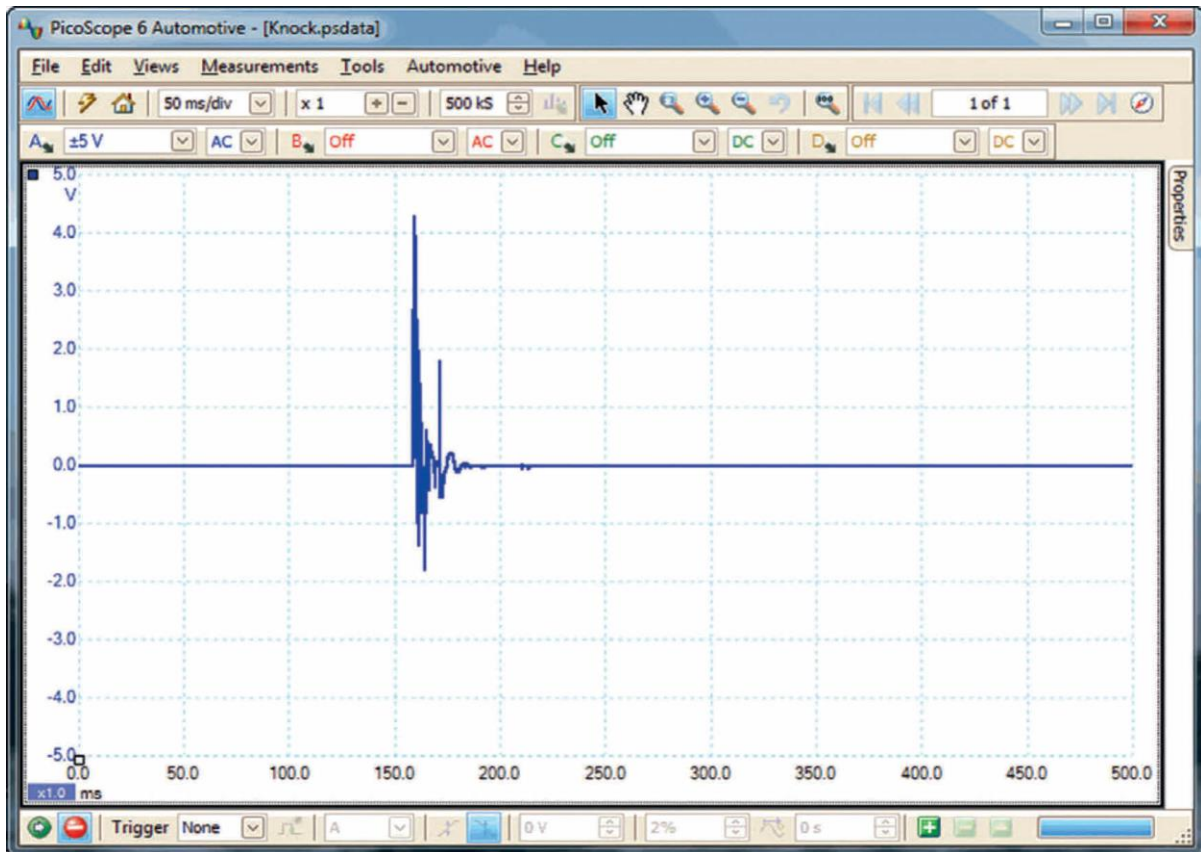 PicoScope 6 Automotive - [Knock.psdata]
File Edit Views Measurements Tools Automotive Help
50 ms/div x 1 500 kS 1 of 1
A ±5 V AC B Off AC C Off DC D Off DC
5.0
V
4.0
3.0
2.0
1.0
0.0
-1.0
-2.0
-3.0
-4.0
-5.0
0.0 50.0 100.0 150.0 200.0 250.0 300.0 350.0 400.0 450.0 500.0
x1.0 ms
Properties
Trigger None A 0 V 2% 0 s